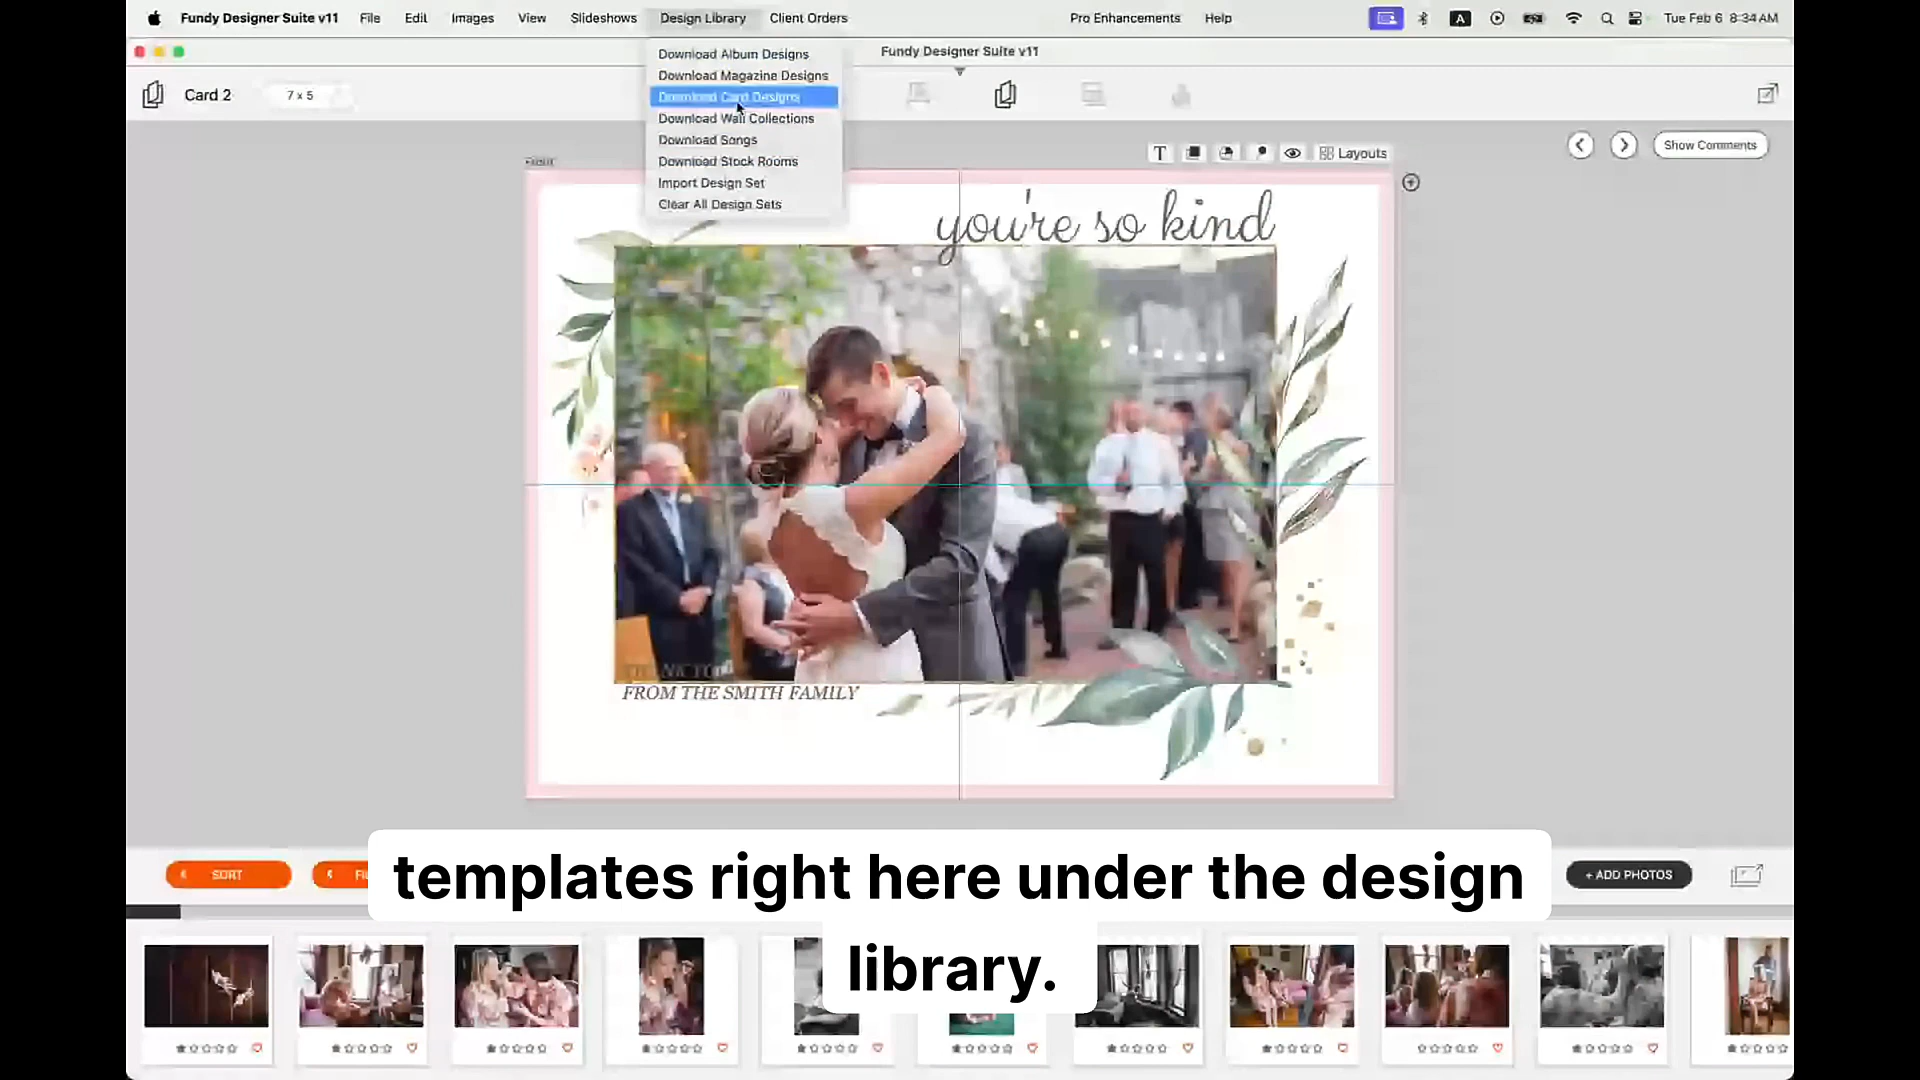 Fundy Designer Suite v11 File Edit Images View Slideshows Design Library Client Orders Pro Enhancements Help A Tue Feb 6 8:34 AM
Fundy Designer Suite v11
Download Album Designs
Download Magazine Designs
Download Card Designs
Download Wall Collections
Download Songs
Download Stock Rooms
Import Design Set
Clear All Design Sets
Card 2 7 x 5
Front T Layouts Show Comments
you're so kind
FROM THE SMITH FAMILY
SORT + ADD PHOTOS
templates right here under the design
library.